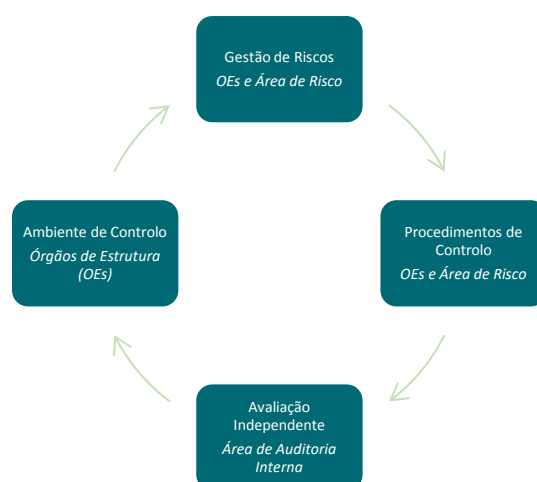 Gestão de Riscos
OEs e Área de Risco
Ambiente de Controlo
Órgãos de Estrutura
(OEs)
Procedimentos de
Controlo
OEs e Área de Risco
Avaliação
Independente
Área de Auditoria
Interna